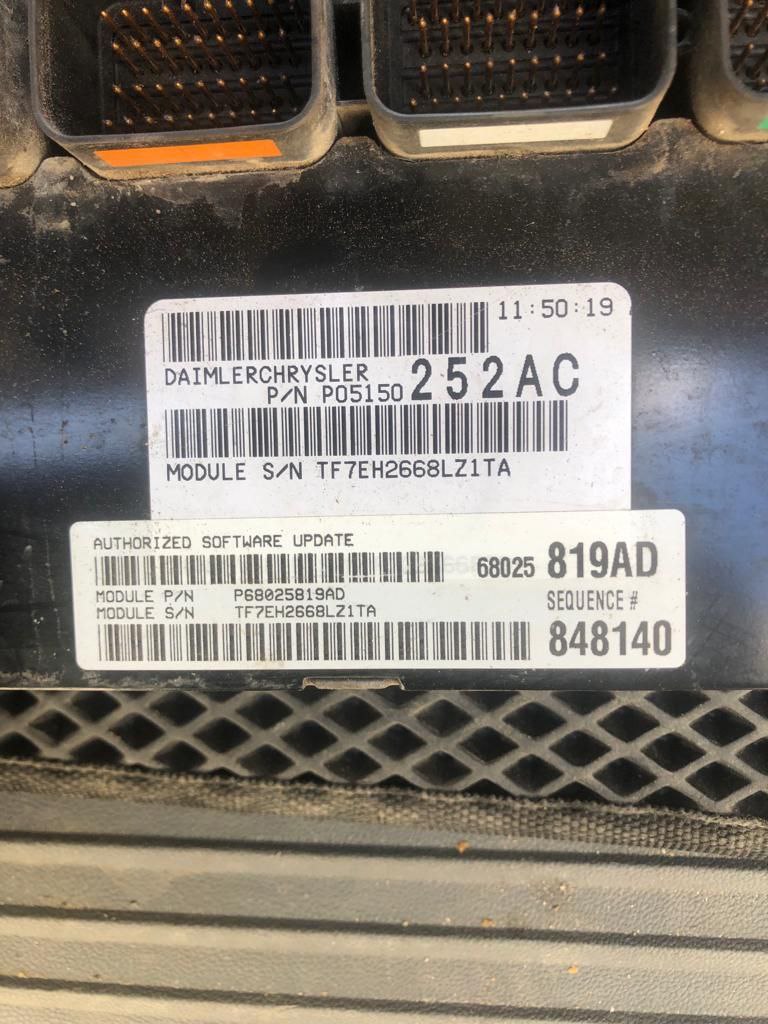 11:50:19
DAIMLERCHRYSLER
P/N P05150 252AC
MODULE S/N TF7EH2668LZ1TA
AUTHORIZED SOFTWARE UPDATE
68025 819AD
MODULE P/N P68025819AD
SEQUENCE #
MODULE S/N TF7EH2668LZ1TA
848140